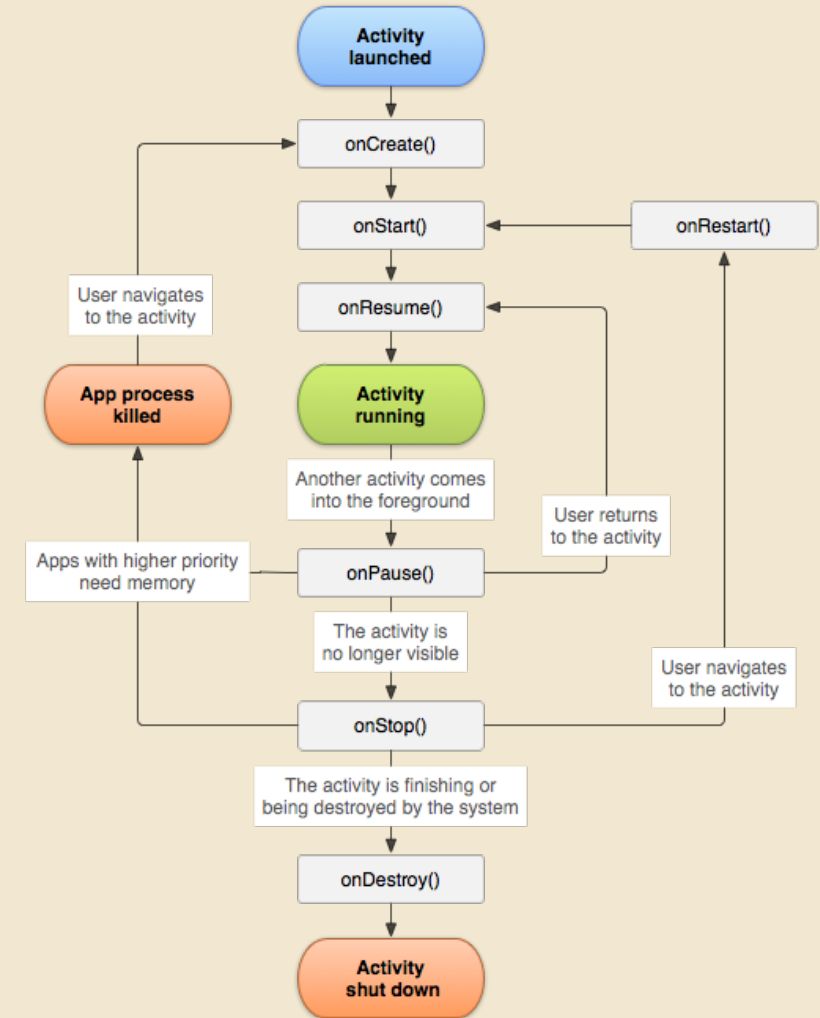 Activity
launched
onCreate()
onStart()
onRestart()
User navigates
to the activity
onResume()
App process
killed
Activity
running
Another activity comes
into the foreground
User returns
to the activity
Apps with higher priority
need memory
onPause()
The activity is
no longer visible
User navigates
to the activity
onStop()
The activity is finishing or
being destroyed by the system
onDestroy()
Activity
shut down